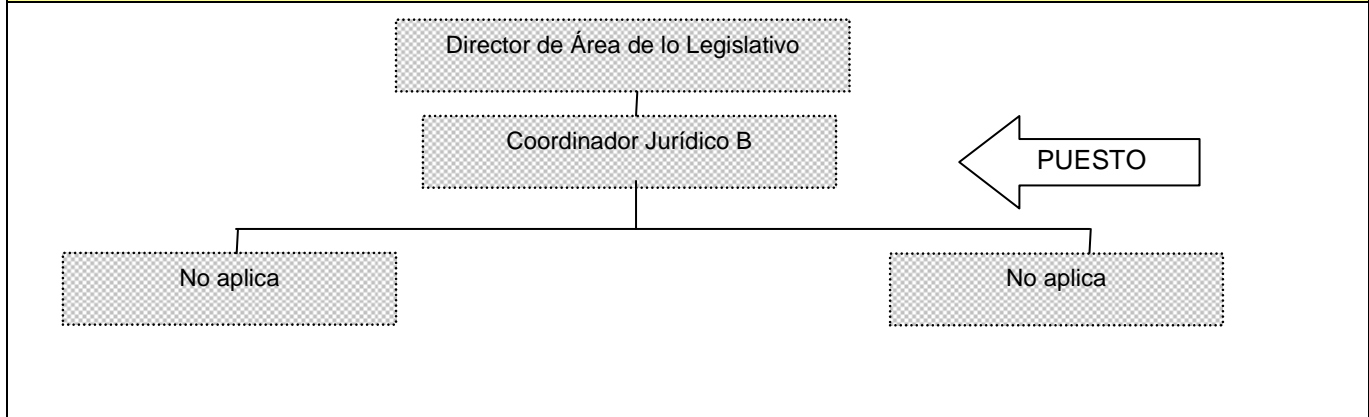 Director de Área de lo Legislativo
Coordinador Jurídico B
PUESTO
No aplica
No aplica